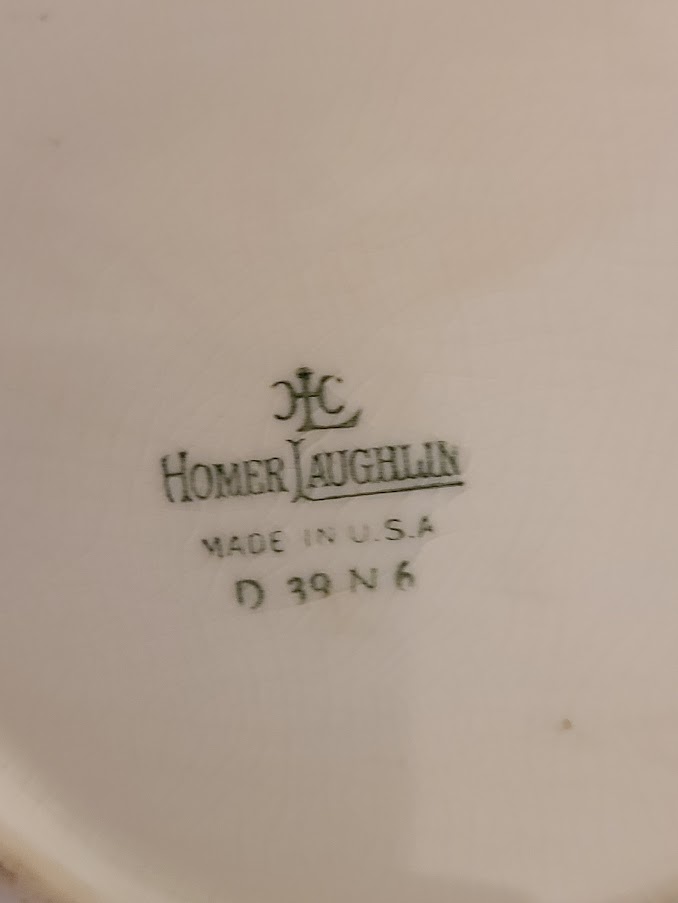 HLC
HOMER LAUGHLIN
MADE IN U.S.A
D 39 N 6